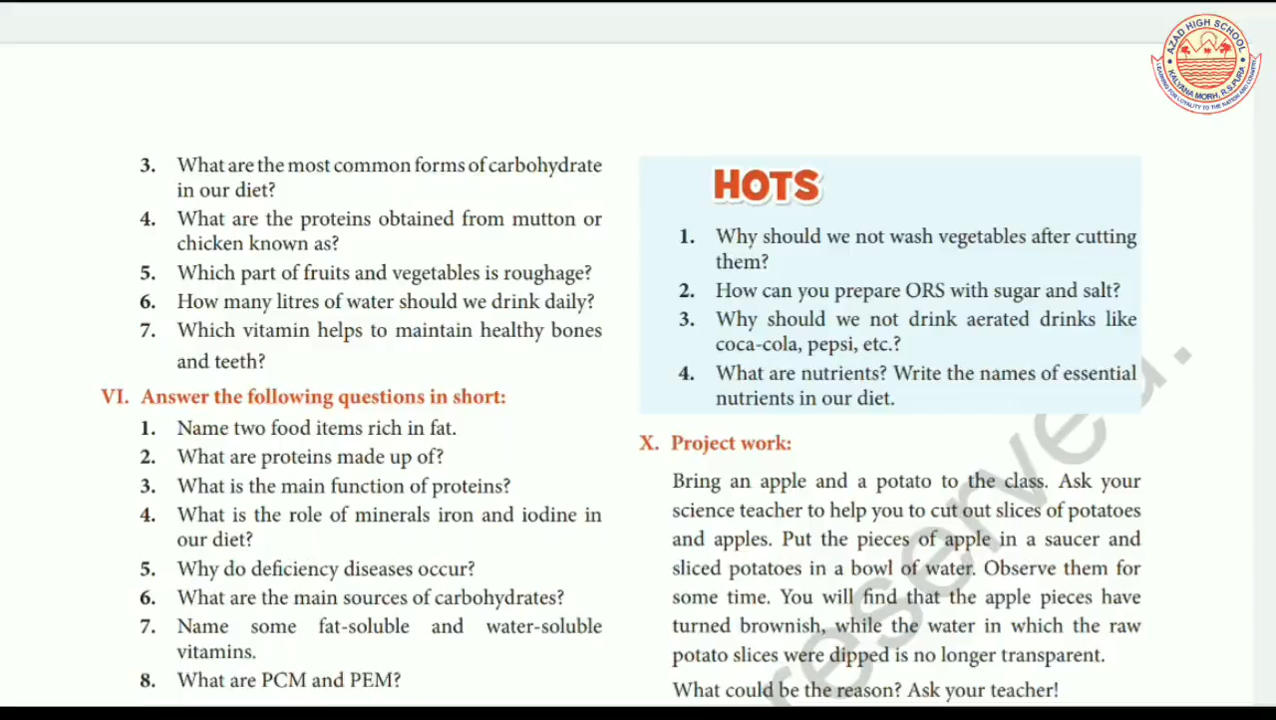 AZAD HIGH SCHOOL
KALYANA MORH, R.S.PURA
LEARNING FOR LOYALITY TO THE NATION AND COUNTRY
3. What are the most common forms of carbohydrate
in our diet?
4. What are the proteins obtained from mutton or
chicken known as?
5. Which part of fruits and vegetables is roughage?
6. How many litres of water should we drink daily?
7. Which vitamin helps to maintain healthy bones
and teeth?
VI. Answer the following questions in short:
1. Name two food items rich in fat.
2. What are proteins made up of?
3. What is the main function of proteins?
4. What is the role of minerals iron and iodine in
our diet?
5. Why do deficiency diseases occur?
6. What are the main sources of carbohydrates?
7. Name some fat-soluble and water-soluble
vitamins.
8. What are PCM and PEM?
HOTS
1. Why should we not wash vegetables after cutting
them?
2. How can you prepare ORS with sugar and salt?
3. Why should we not drink aerated drinks like
coca-cola, pepsi, etc.?
4. What are nutrients? Write the names of essential
nutrients in our diet.
X. Project work:
Bring an apple and a potato to the class. Ask your
science teacher to help you to cut out slices of potatoes
and apples. Put the pieces of apple in a saucer and
sliced potatoes in a bowl of water. Observe them for
some time. You will find that the apple pieces have
turned brownish, while the water in which the raw
potato slices were dipped is no longer transparent.
What could be the reason? Ask your teacher!
reserved.